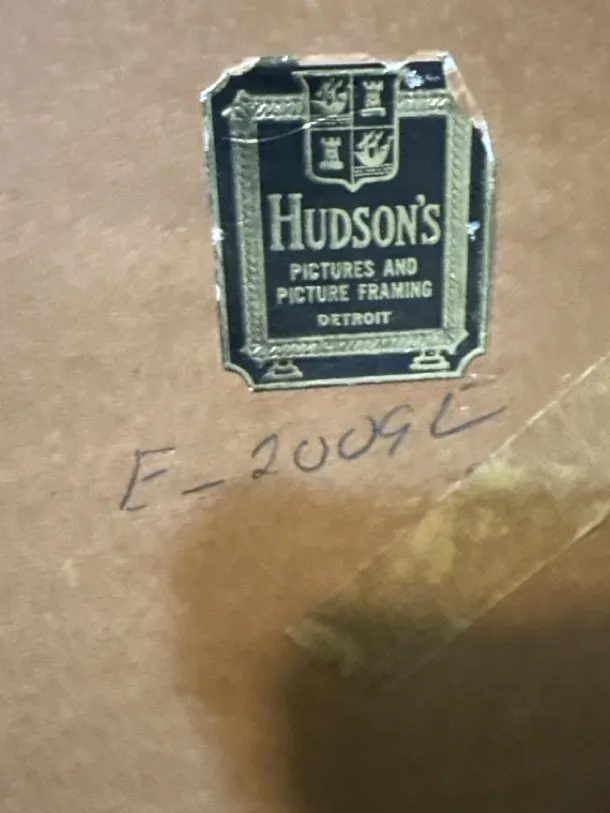 HUDSON'S
PICTURES AND
PICTURE FRAMING
DETROIT
E-2009L